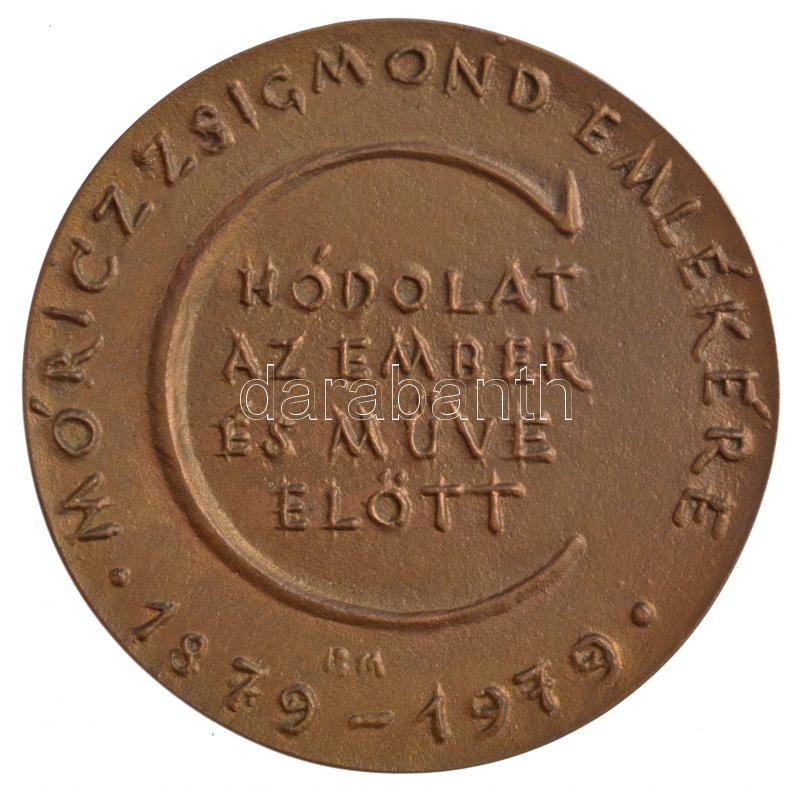 MÓRICZ ZSIGMOND EMLÉKÉRE
HÓDOLAT
AZ EMBER
ÉS MŰVE
ELŐTT
darabanth
· 1879 – 1979 ·